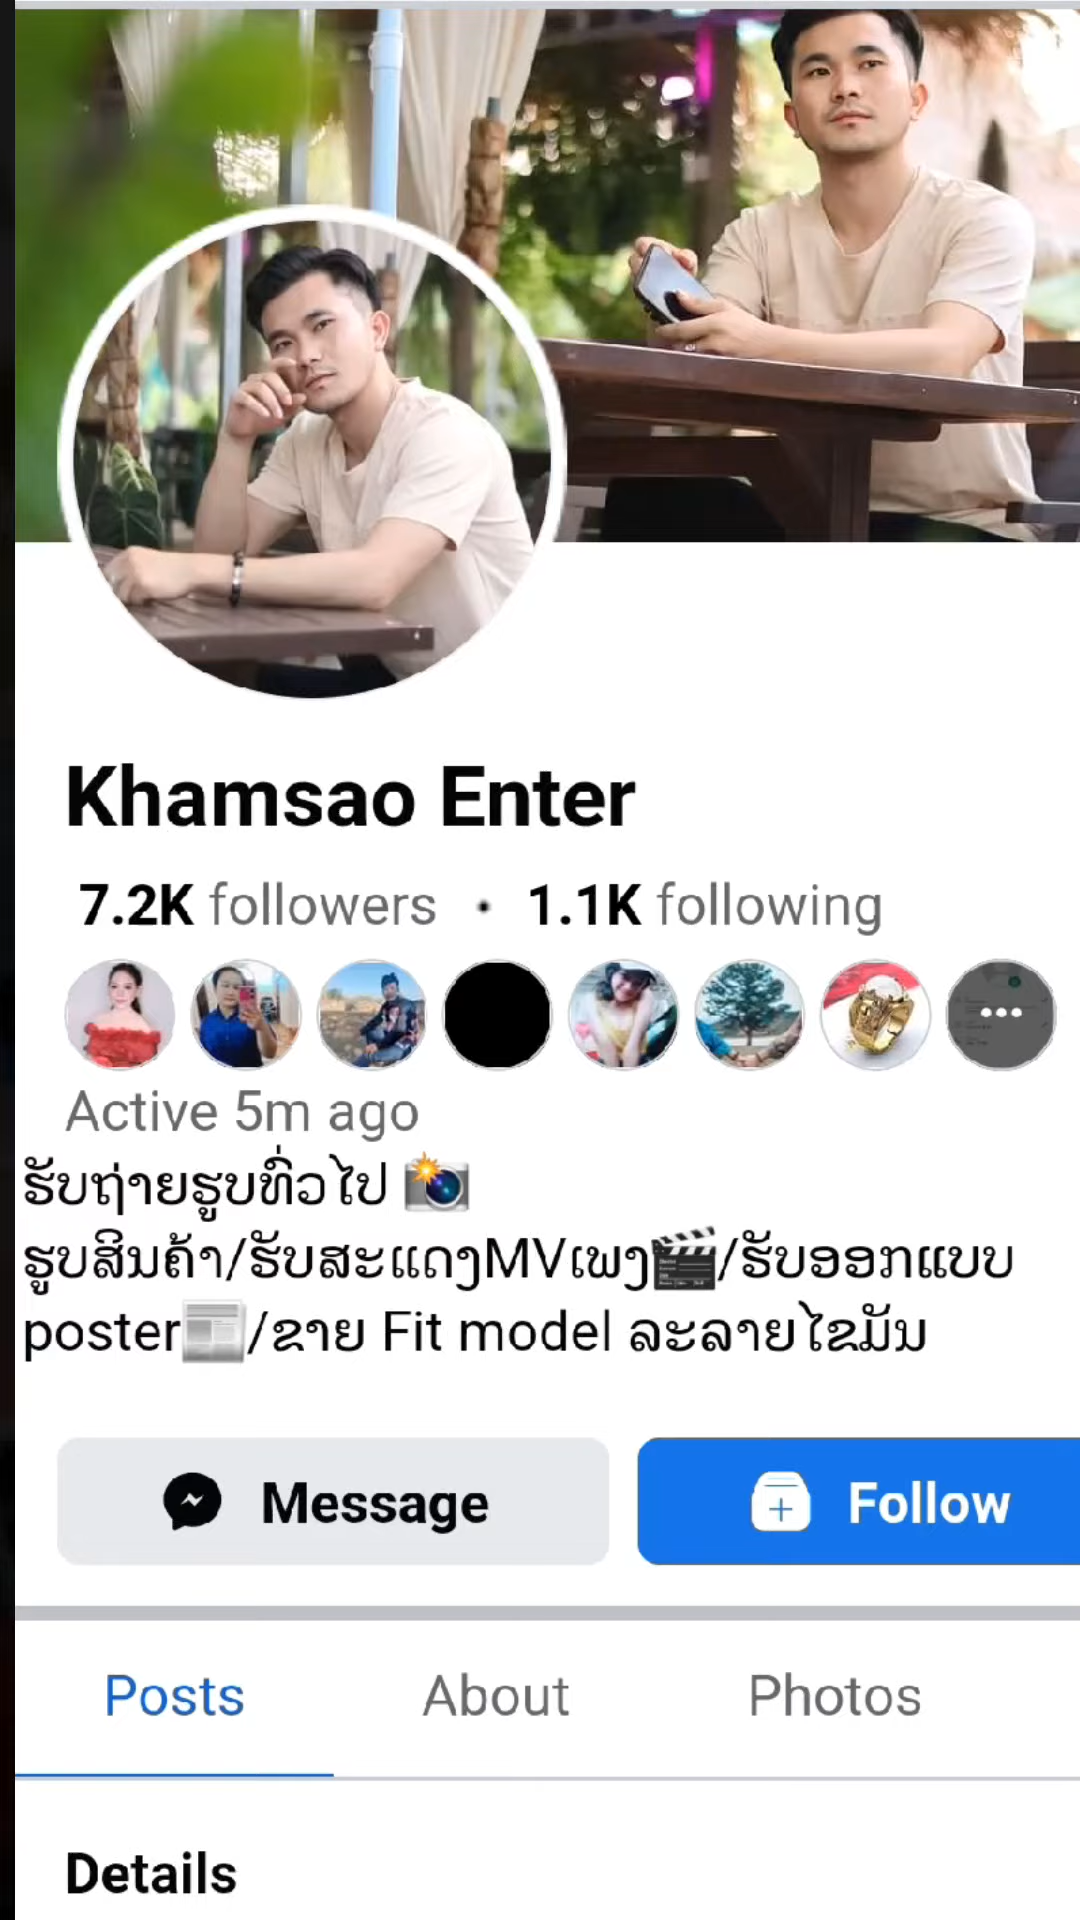 Khamsao Enter
7.2K followers • 1.1K following
Active 5m ago
ຮັບຖ່າຍຮູບທົ່ວໄປ 📸
ຮູບສິນຄ້າ/ຮັບສະແດງMVເພງ🎬/ຮັບອອກແບບ
poster📰/ຂາຍ Fit model ລະລາຍໄຂມັນ
Message Follow
Posts About Photos
Details